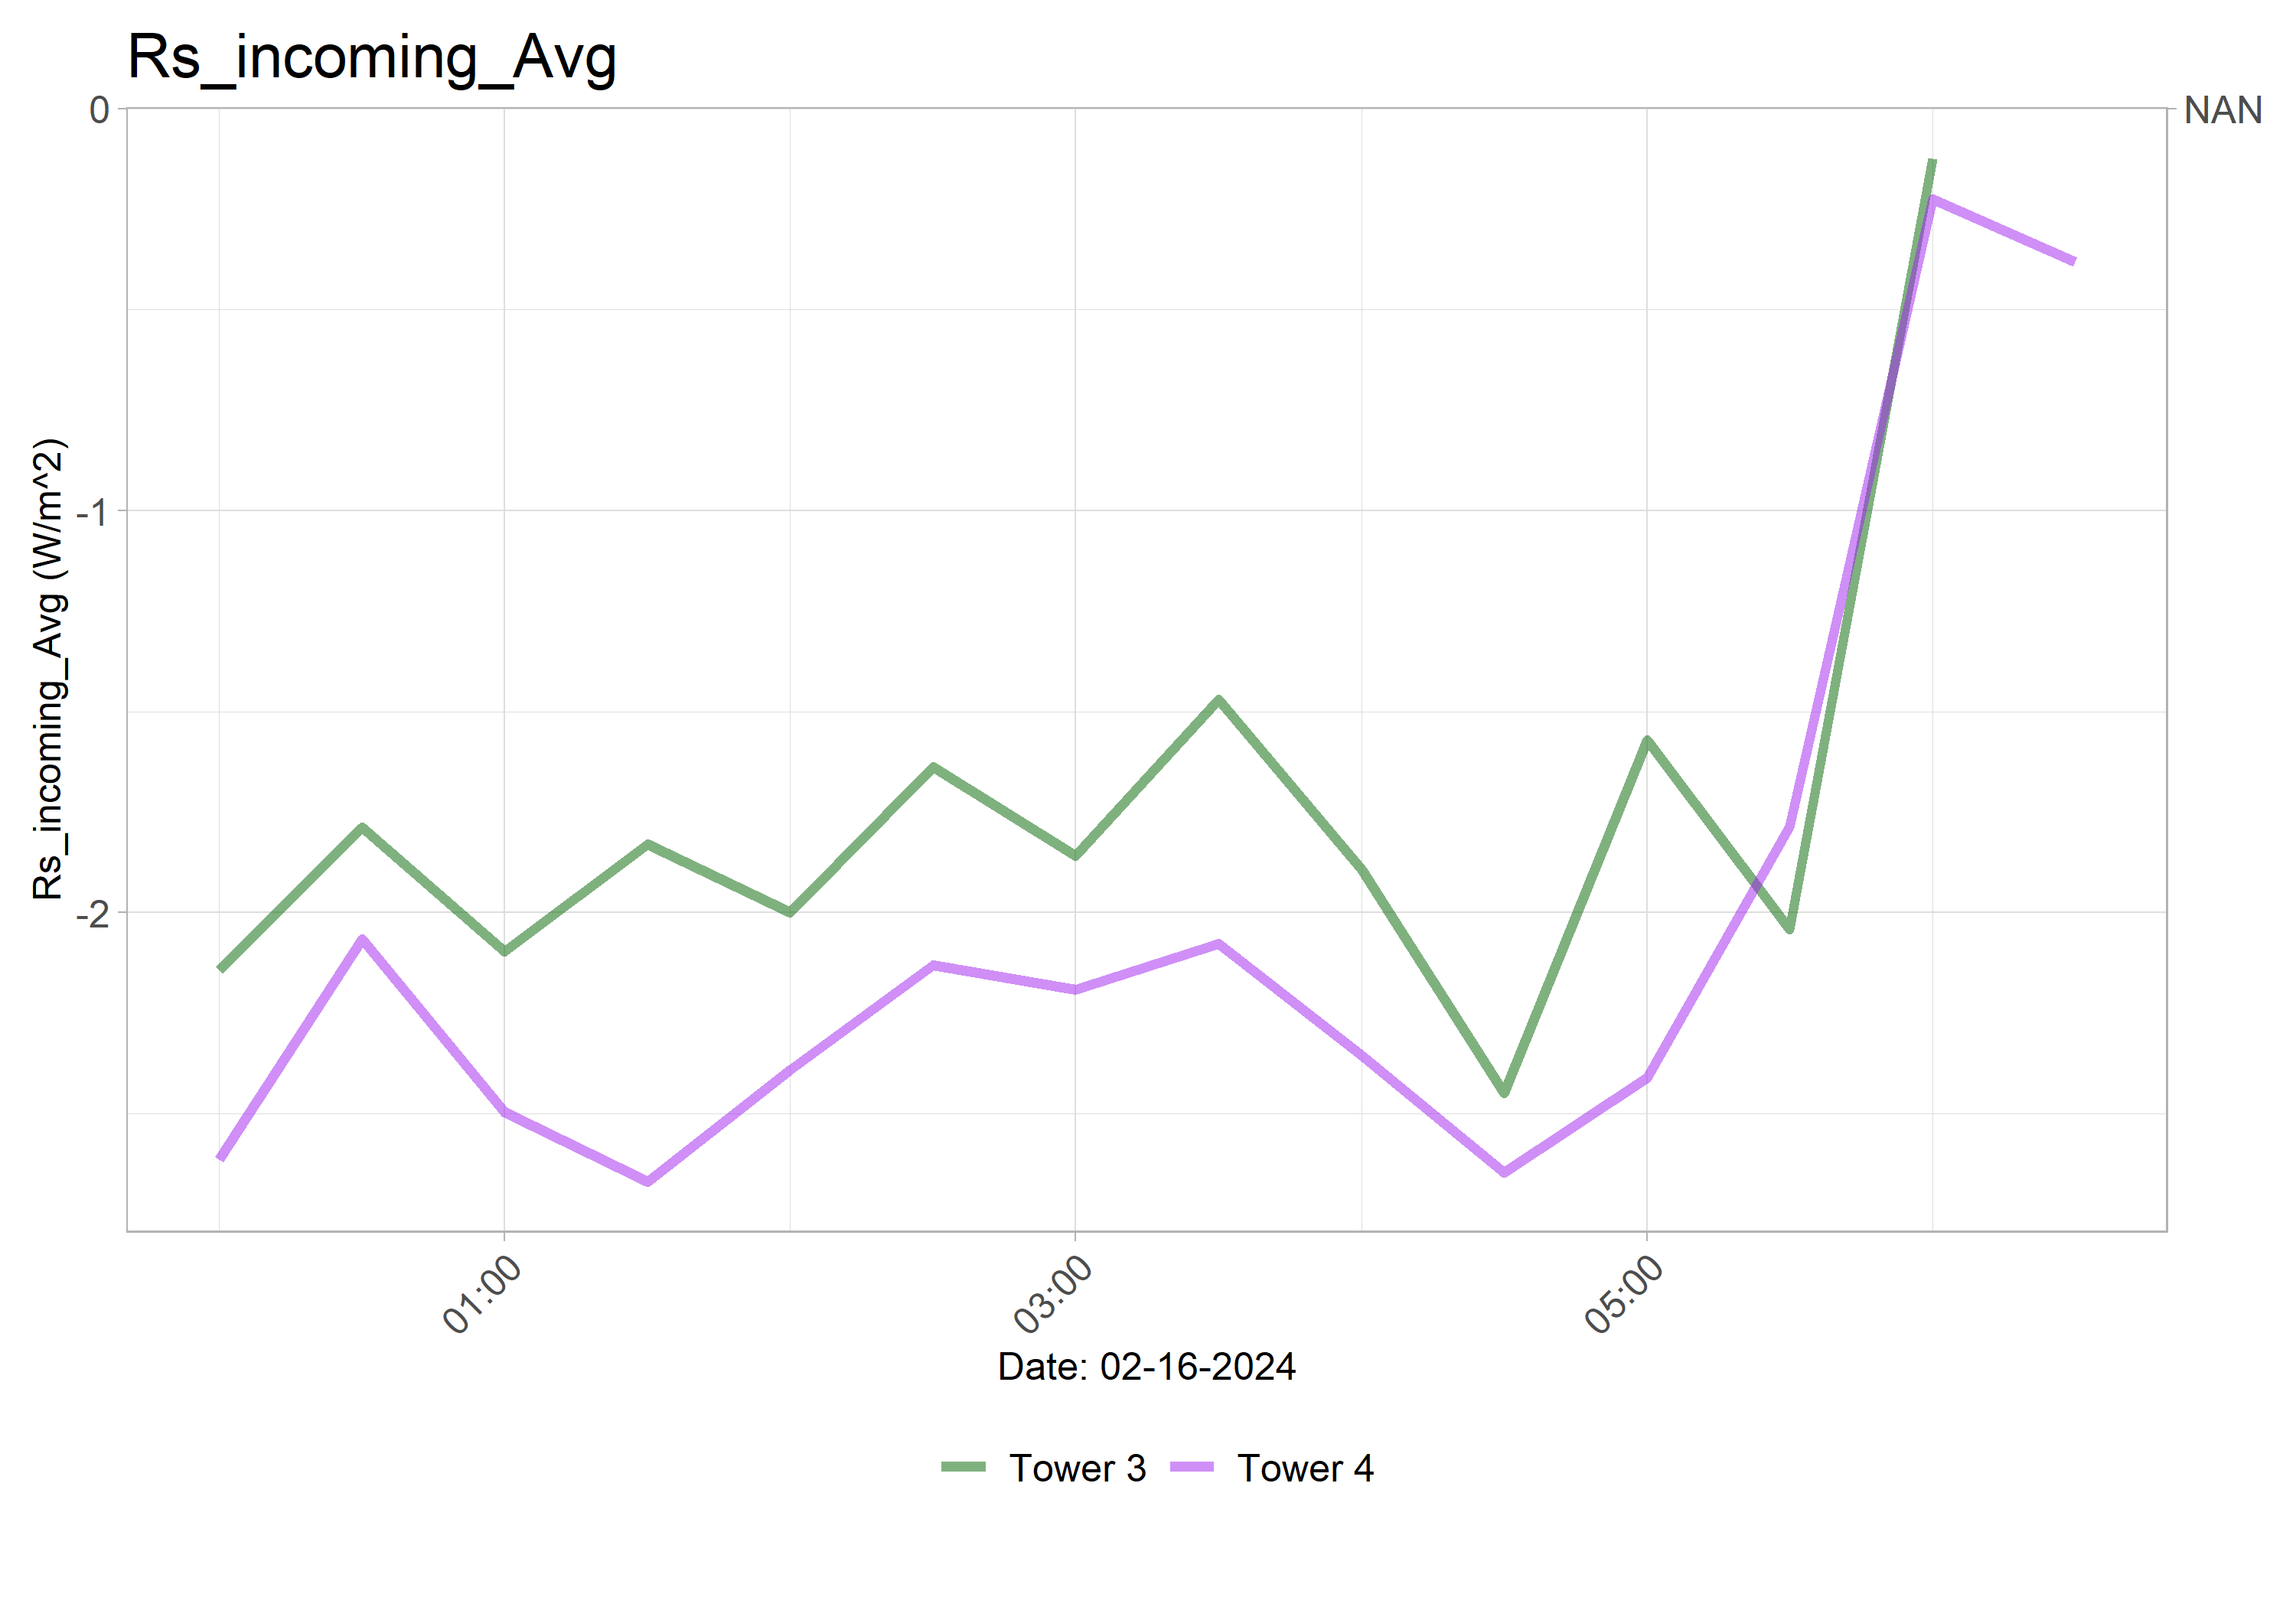 Rs_incoming_Avg
0
NAN
-1
-2
Rs_incoming_Avg (W/m^2)
01:00
03:00
05:00
Date: 02-16-2024
Tower 3
Tower 4